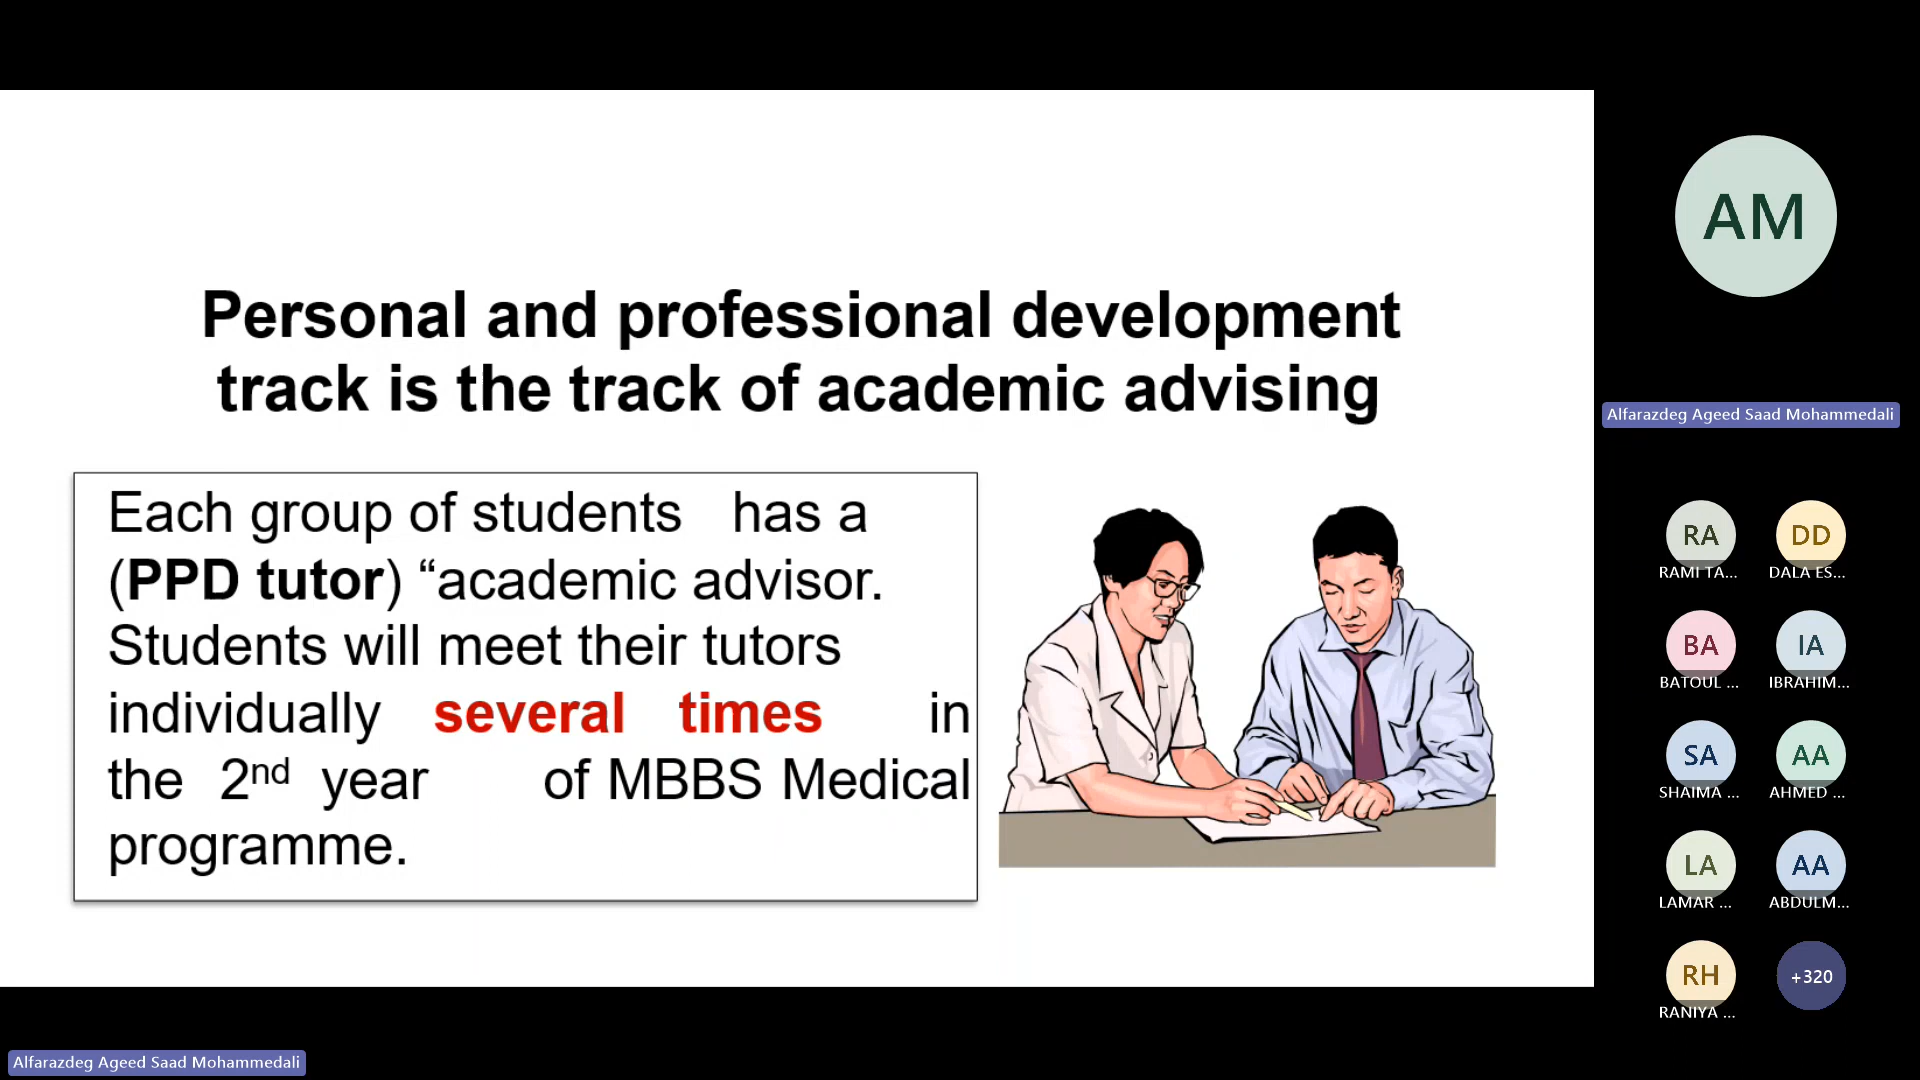 Personal and professional development
track is the track of academic advising
Each group of students has a
(PPD tutor) “academic advisor.
Students will meet their tutors
individually several times in
the 2nd year of MBBS Medical
programme.
AM
Alfarazdeg Ageed Saad Mohammedali
RA
RAMI TA...
DD
DALA ES...
BA
BATOUL ...
IA
IBRAHIM...
SA
SHAIMA ...
AA
AHMED ...
LA
LAMAR ...
AA
ABDULM...
RH
RANIYA ...
+320
Alfarazdeg Ageed Saad Mohammedali